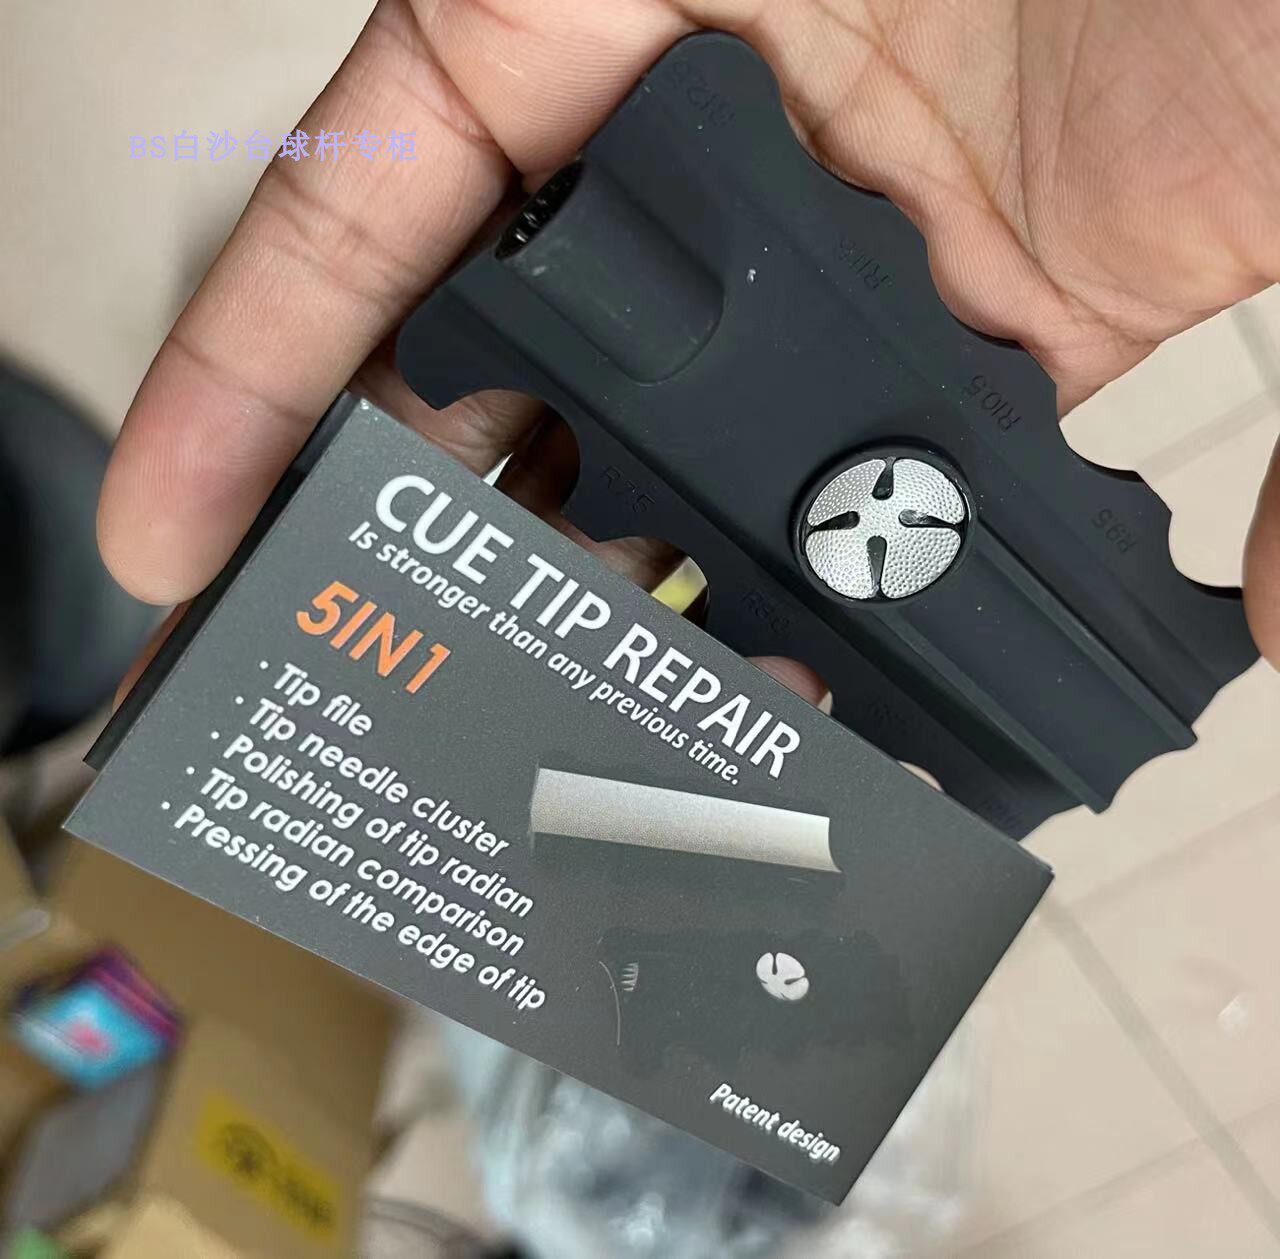 BS白沙台球杆专柜
R12.5
R11.5
R10.5
R9.5
R7.5
CUE TIP REPAIR
Is stronger than any previous time.
5IN1
· Tip file
· Tip needle cluster
· Polishing of tip radian
· Tip radian comparison
· Pressing of the edge of tip
Patent design